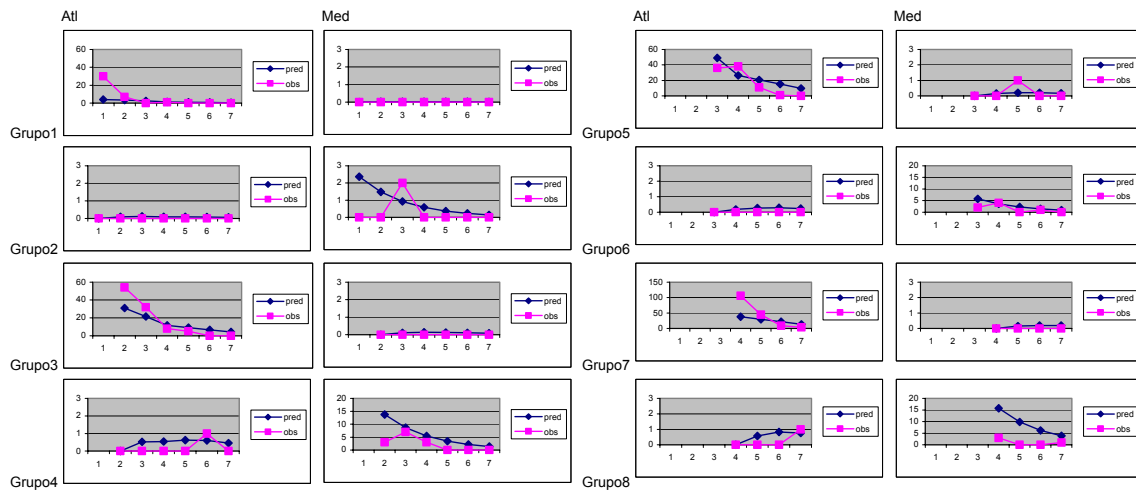 Atl Med Atl Med
60
40
20
0
1 2 3 4 5 6 7
pred
obs
3
2
1
0
1 2 3 4 5 6 7
pred
obs
Grupo1
60
40
20
0
1 2 3 4 5 6 7
pred
obs
3
2
1
0
1 2 3 4 5 6 7
pred
obs
Grupo5
3
2
1
0
1 2 3 4 5 6 7
pred
obs
3
2
1
0
1 2 3 4 5 6 7
pred
obs
Grupo2
3
2
1
0
1 2 3 4 5 6 7
pred
obs
20
15
10
5
0
1 2 3 4 5 6 7
pred
obs
Grupo6
60
40
20
0
1 2 3 4 5 6 7
pred
obs
3
2
1
0
1 2 3 4 5 6 7
pred
obs
Grupo3
150
100
50
0
1 2 3 4 5 6 7
pred
obs
3
2
1
0
1 2 3 4 5 6 7
pred
obs
Grupo7
3
2
1
0
1 2 3 4 5 6 7
pred
obs
20
15
10
5
0
1 2 3 4 5 6 7
pred
obs
Grupo4
3
2
1
0
1 2 3 4 5 6 7
pred
obs
20
15
10
5
0
1 2 3 4 5 6 7
pred
obs
Grupo8